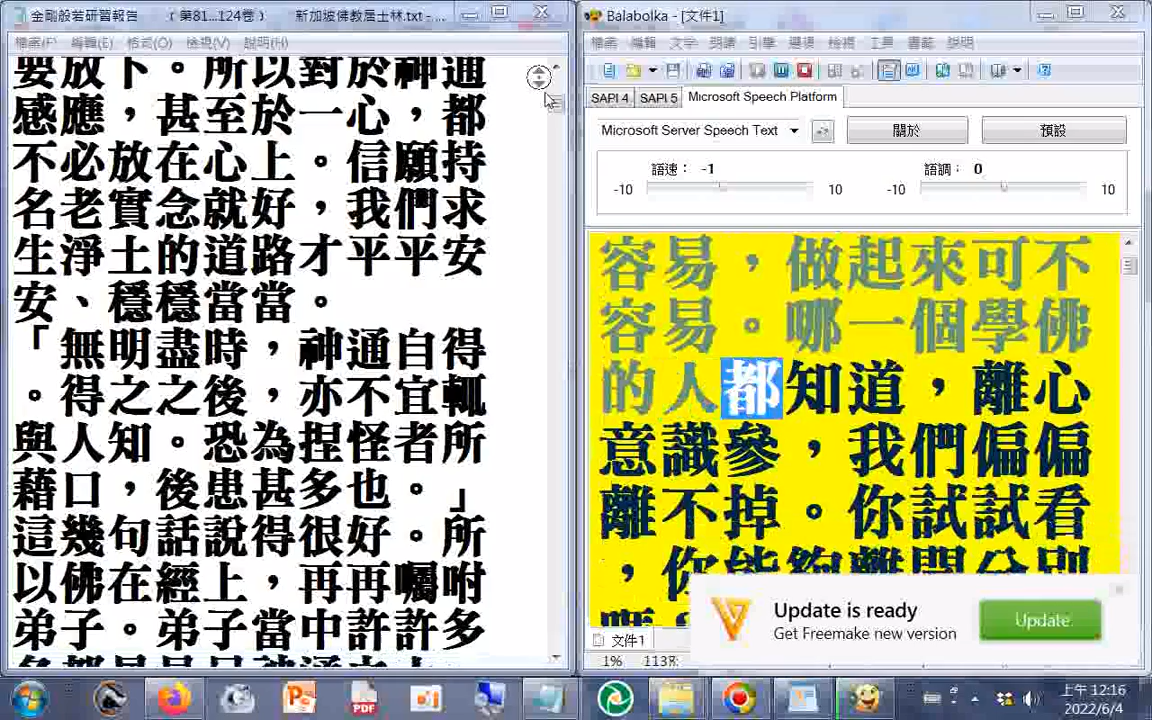 金剛般若研習報告 （第81...124卷） 新加坡佛教居士林.txt - ...
檔案(F) 編輯(E) 格式(O) 檢視(V) 說明(H)
要放下。所以對於神通
感應，甚至於一心，都
不必放在心上。信願持
名老實念就好，我們求
生淨土的道路才平平安
安、穩穩當當。
「無明盡時，神通自得
。得之之後，亦不宜輒
與人知。恐為捏怪者所
藉口，後患甚多也。」
這幾句話說得很好。所
以佛在經上，再再囑咐
弟子。弟子當中許許多
Balabolka - [文件1]
檔案 編輯 文字 朗讀 引擎 選項 檢視 工具 書籤 說明
SAPI 4 SAPI 5 Microsoft Speech Platform
Microsoft Server Speech Text 關於 預設
語速： -1 語調： 0
-10 10 -10 10
容易，做起來可不
容易。哪一個學佛
的人都知道，離心
意識參，我們偏偏
離不掉。你試試看
，你能夠離開分別
Update is ready
Get Freemake new version
Update
文件1
1%
PDF
上午 12:16
2022/6/4